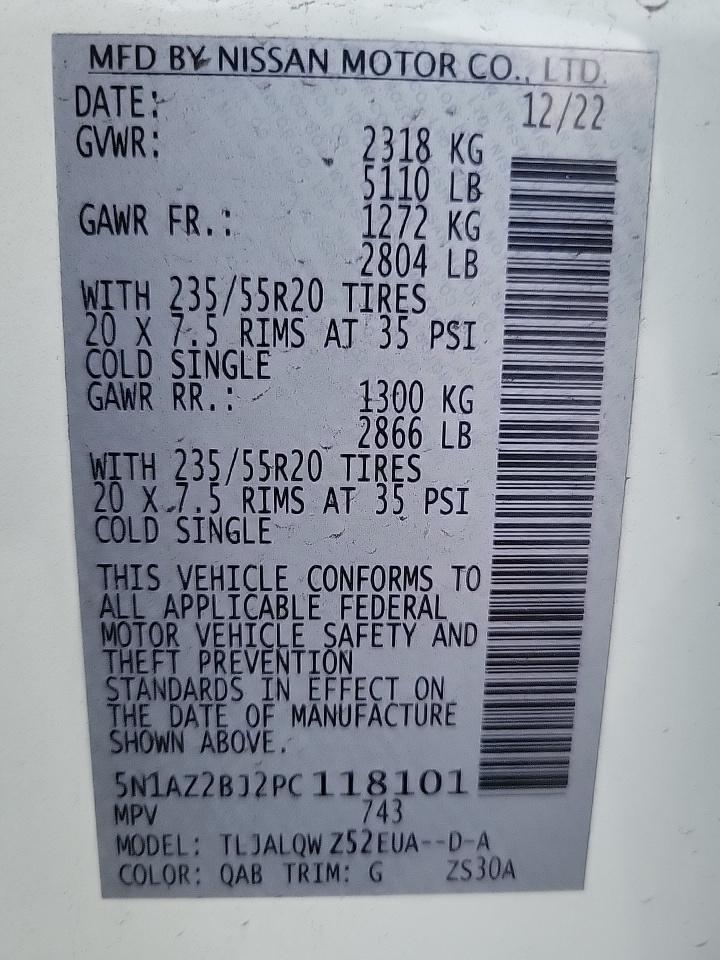 MFD BY NISSAN MOTOR CO., LTD.
DATE: 12/22
GVWR: 2318 KG
5110 LB
GAWR FR.: 1272 KG
2804 LB
WITH 235/55R20 TIRES
20 X 7.5 RIMS AT 35 PSI
COLD SINGLE
GAWR RR.: 1300 KG
2866 LB
WITH 235/55R20 TIRES
20 X 7.5 RIMS AT 35 PSI
COLD SINGLE
THIS VEHICLE CONFORMS TO
ALL APPLICABLE FEDERAL
MOTOR VEHICLE SAFETY AND
THEFT PREVENTION
STANDARDS IN EFFECT ON
THE DATE OF MANUFACTURE
SHOWN ABOVE.
5N1AZ2BJ2PC118101
MPV 743
MODEL: TLJALQW Z52EUA--D-A
COLOR: QAB TRIM: G ZS30A